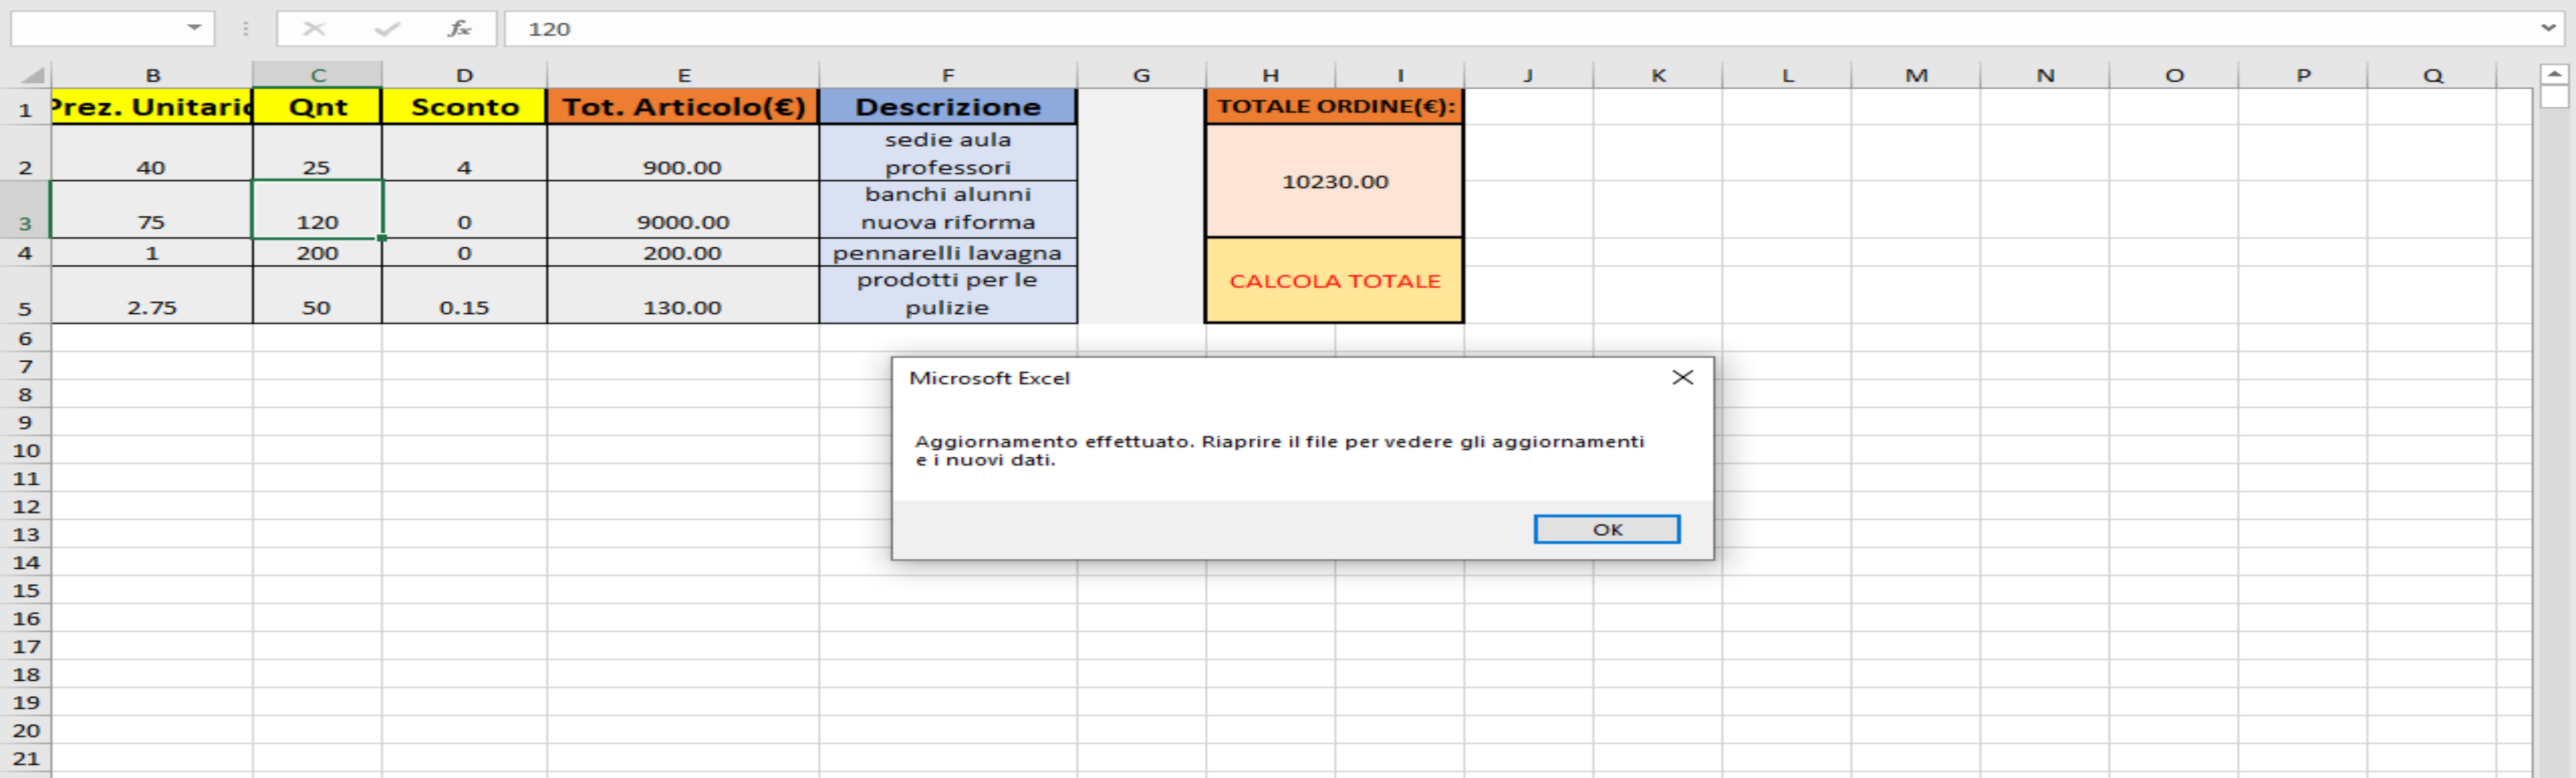 fx 120
B C D E F G H I J K L M N O P Q
1 Prez. Unitario Qnt Sconto Tot. Articolo(€) Descrizione TOTALE ORDINE(€):
sedie aula
2 40 25 4 900.00 professori
10230.00
banchi alunni
3 75 120 0 9000.00 nuova riforma
4 1 200 0 200.00 pennarelli lavagna
CALCOLA TOTALE
prodotti per le
5 2.75 50 0.15 130.00 pulizie
6
7
Microsoft Excel
8
9
Aggiornamento effettuato. Riaprire il file per vedere gli aggiornamenti
e i nuovi dati.
10
11
12
13
OK
14
15
16
17
18
19
20
21